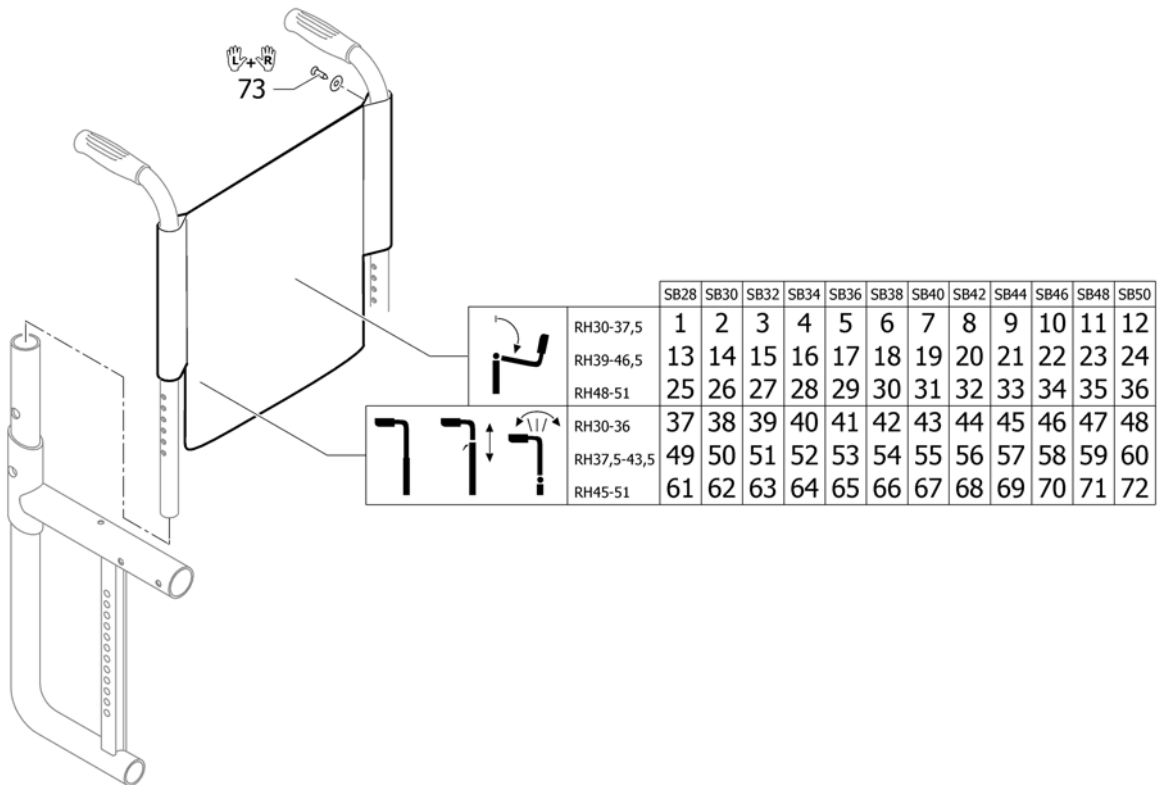 L + R
73
SB28 SB30 SB32 SB34 SB36 SB38 SB40 SB42 SB44 SB46 SB48 SB50
RH30-37,5 1 2 3 4 5 6 7 8 9 10 11 12
RH39-46,5 13 14 15 16 17 18 19 20 21 22 23 24
RH48-51 25 26 27 28 29 30 31 32 33 34 35 36
RH30-36 37 38 39 40 41 42 43 44 45 46 47 48
RH37,5-43,5 49 50 51 52 53 54 55 56 57 58 59 60
RH45-51 61 62 63 64 65 66 67 68 69 70 71 72